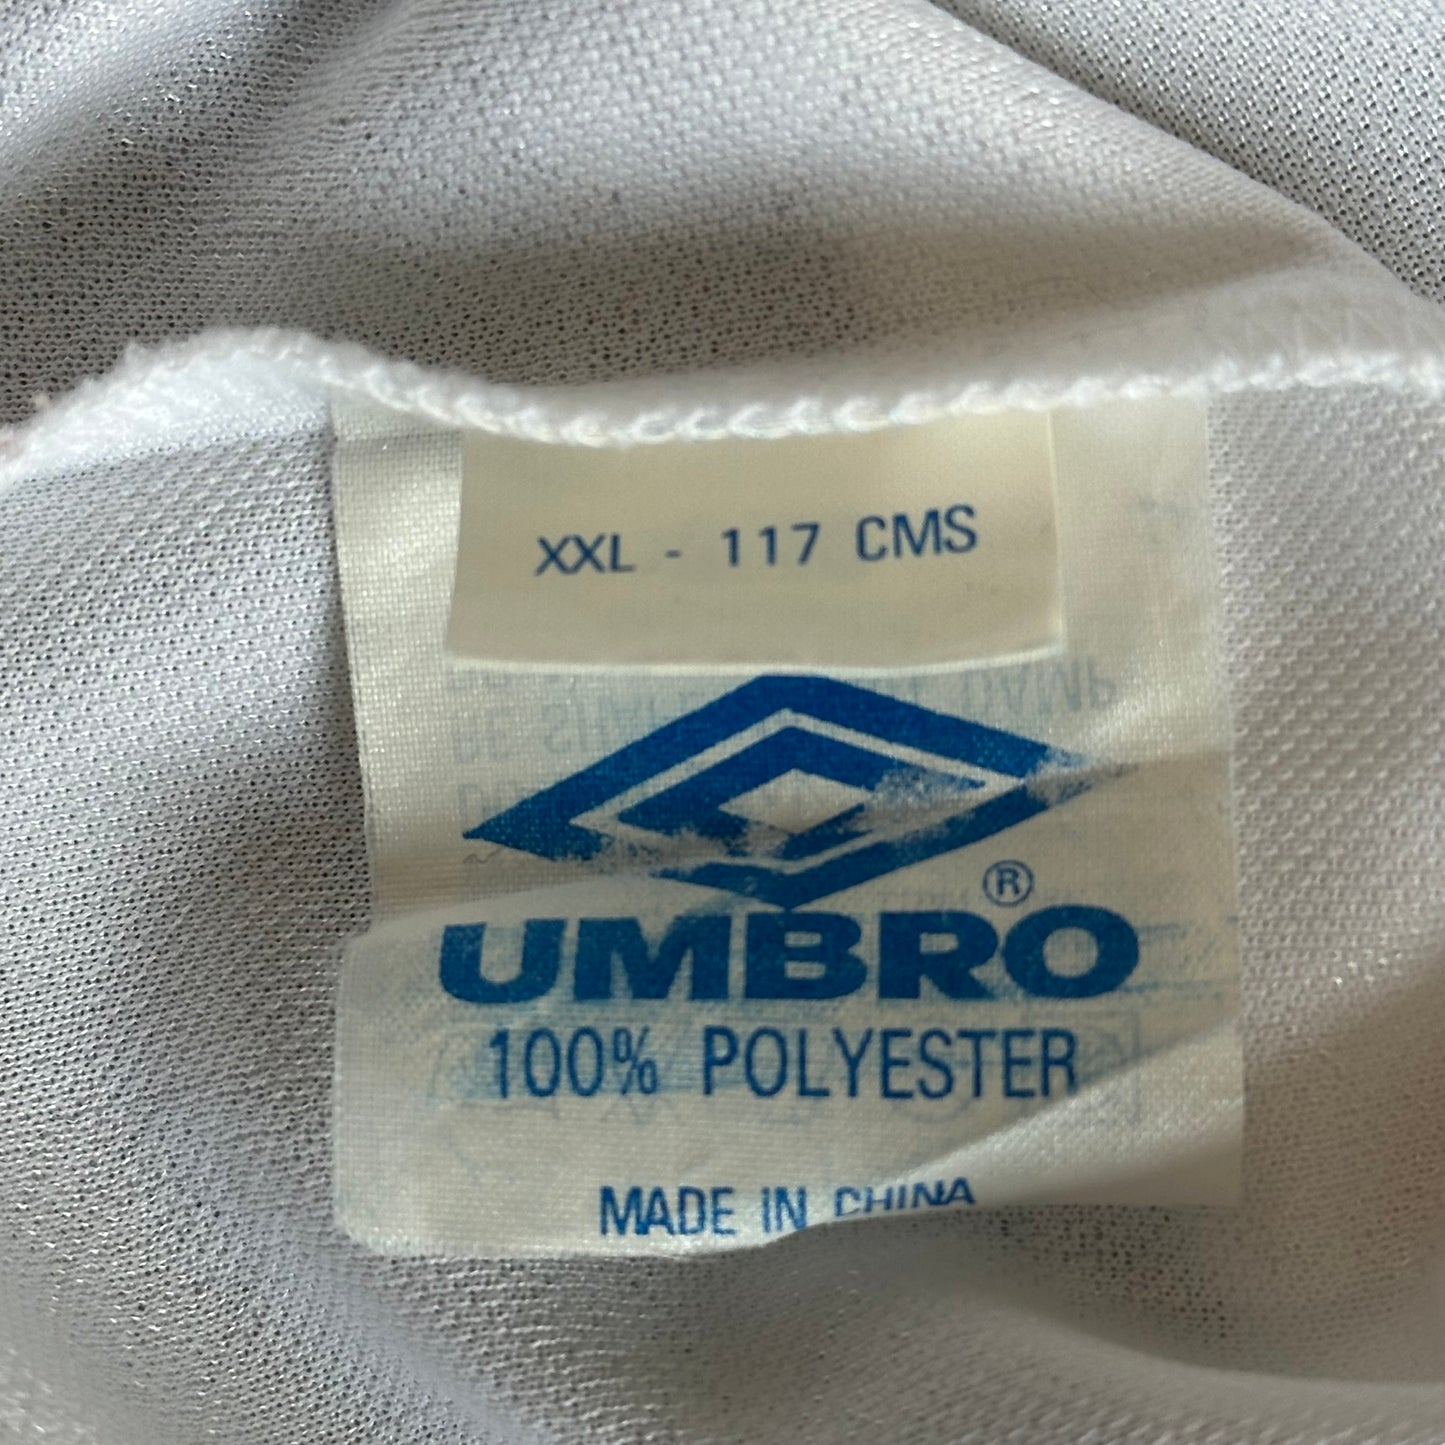 XXL - 117 CMS
®
UMBRO
100% POLYESTER
MADE IN CHINA